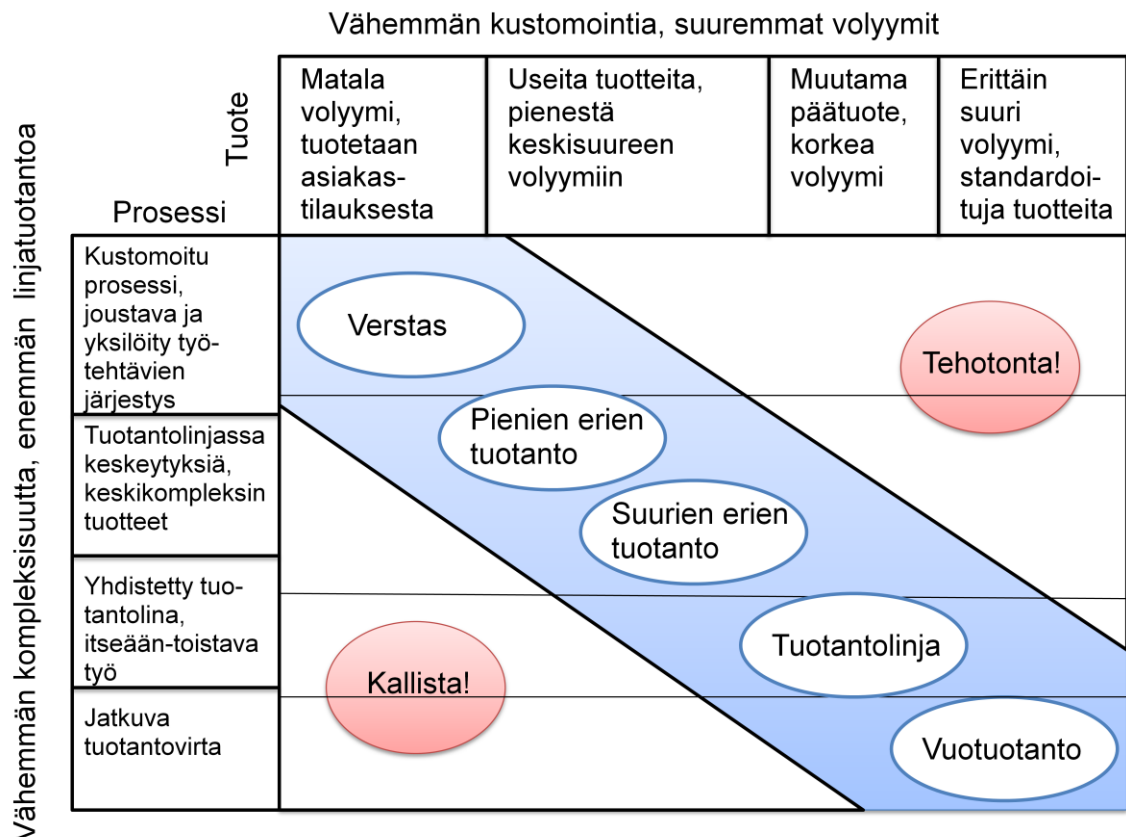 Vähemmän kustomointia, suuremmat volyymit
Vähemmän kompleksisuutta, enemmän linjatuotantoa
Tuote
Prosessi
Matala
volyymi,
tuotetaan
asiakas-
tilauksesta
Useita tuotteita,
pienestä
keskisuureen
volyymiin
Muutama
päätuote,
korkea
volyymi
Erittäin
suuri
volyymi,
standardoi-
tuja tuotteita
Kustomoitu
prosessi,
joustava ja
yksilöity työ-
tehtävien
järjestys
Verstas
Tehotonta!
Tuotantolinjassa
keskeytyksiä,
keskikompleksin
tuotteet
Pienien erien
tuotanto
Suurien erien
tuotanto
Yhdistetty tuo-
tantolina,
itseään-toistava
työ
Tuotantolinja
Kallista!
Jatkuva
tuotantovirta
Vuotuotanto